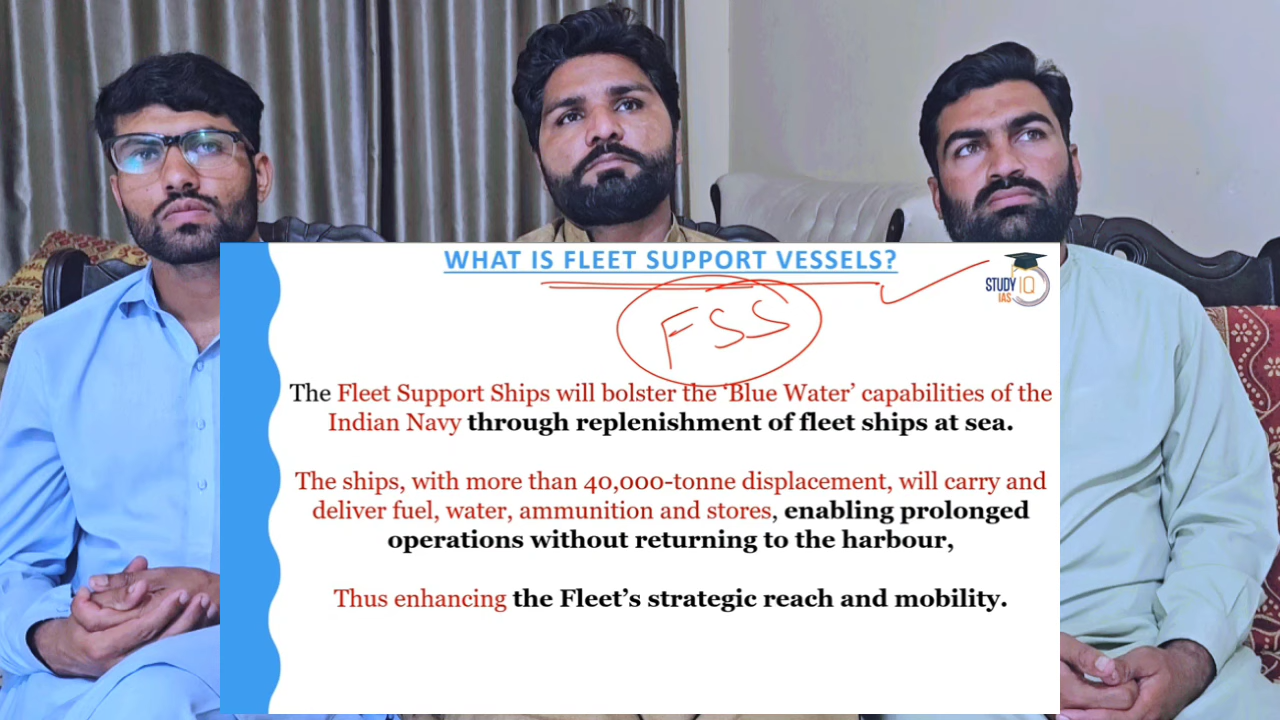 WHAT IS FLEET SUPPORT VESSELS?
STUDY IQ
IAS
FSS
The Fleet Support Ships will bolster the ‘Blue Water’ capabilities of the
Indian Navy through replenishment of fleet ships at sea.
The ships, with more than 40,000-tonne displacement, will carry and
deliver fuel, water, ammunition and stores, enabling prolonged
operations without returning to the harbour,
Thus enhancing the Fleet’s strategic reach and mobility.